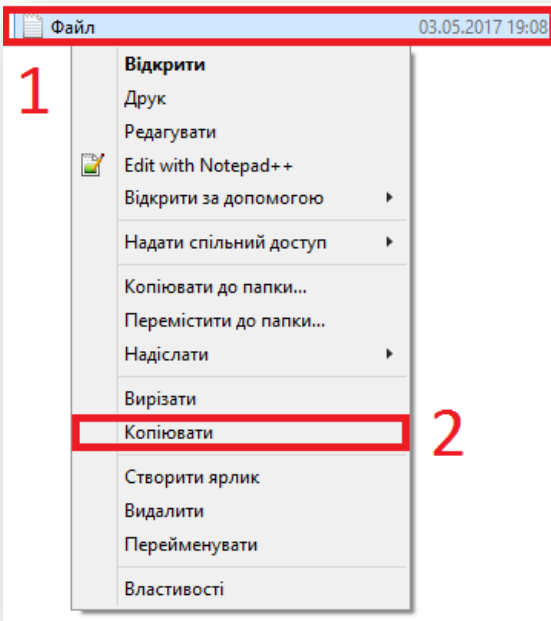 Файл 03.05.2017 19:08
1
Відкрити
Друк
Редагувати
Edit with Notepad++
Відкрити за допомогою
Надати спільний доступ
Копіювати до папки...
Перемістити до папки...
Надіслати
Вирізати
Копіювати
2
Створити ярлик
Видалити
Перейменувати
Властивості